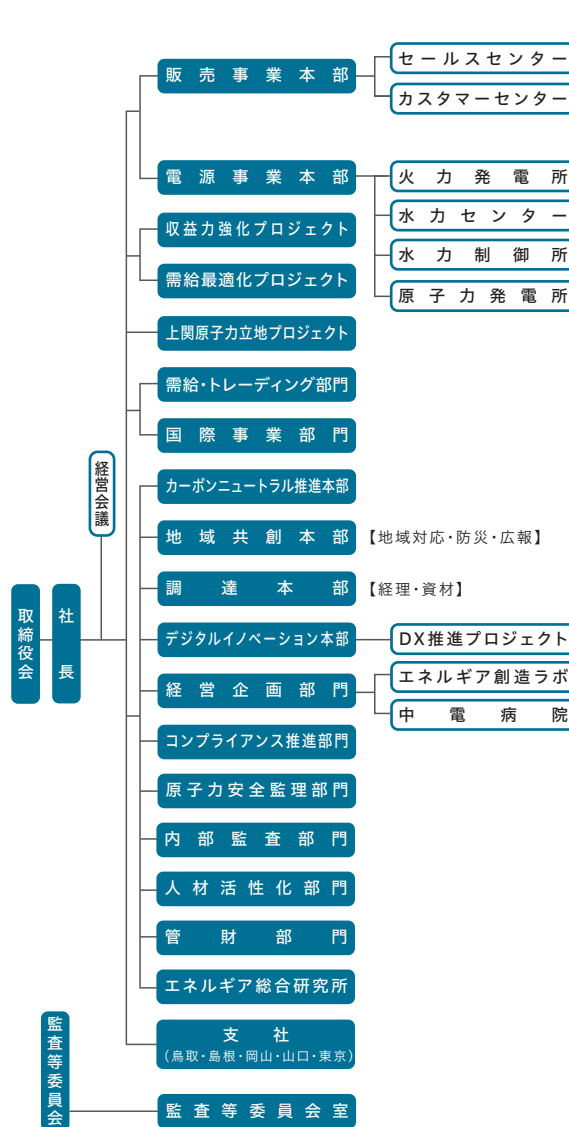 取締役会
社長
経営会議
販売事業本部
セールスセンター
カスタマーセンター
電源事業本部
火力発電所
水力センター
水力制御所
原子力発電所
収益力強化プロジェクト
需給最適化プロジェクト
上関原子力立地プロジェクト
需給・トレーディング部門
国際事業部門
カーボンニュートラル推進本部
地域共創本部
【地域対応・防災・広報】
調達本部
【経理・資材】
デジタルイノベーション本部
DX推進プロジェクト
経営企画部門
エネルギア創造ラボ
中電病院
コンプライアンス推進部門
原子力安全監理部門
内部監査部門
人材活性化部門
管財部門
エネルギア総合研究所
支社
（鳥取・島根・岡山・山口・東京）
監査等委員会
監査等委員会室